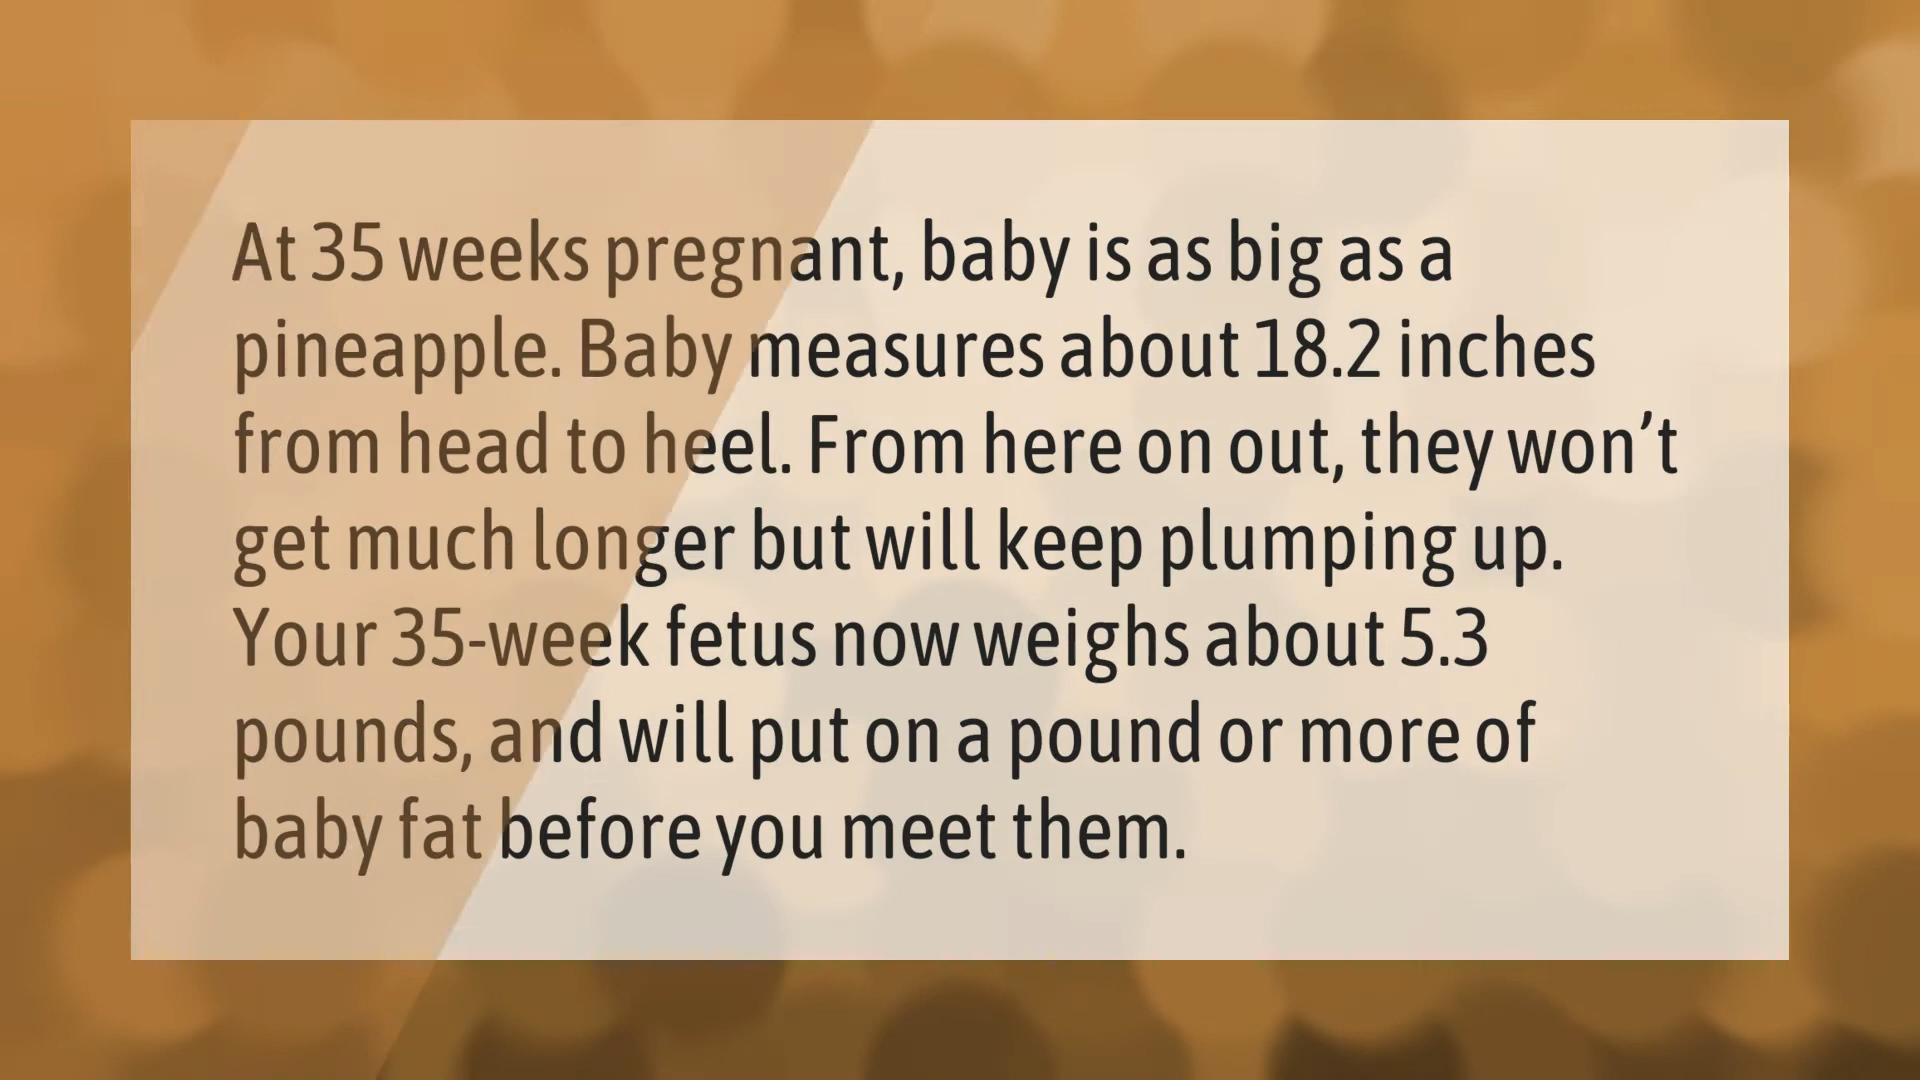 At 35 weeks pregnant, baby is as big as a
pineapple. Baby measures about 18.2 inches
from head to heel. From here on out, they won’t
get much longer but will keep plumping up.
Your 35-week fetus now weighs about 5.3
pounds, and will put on a pound or more of
baby fat before you meet them.